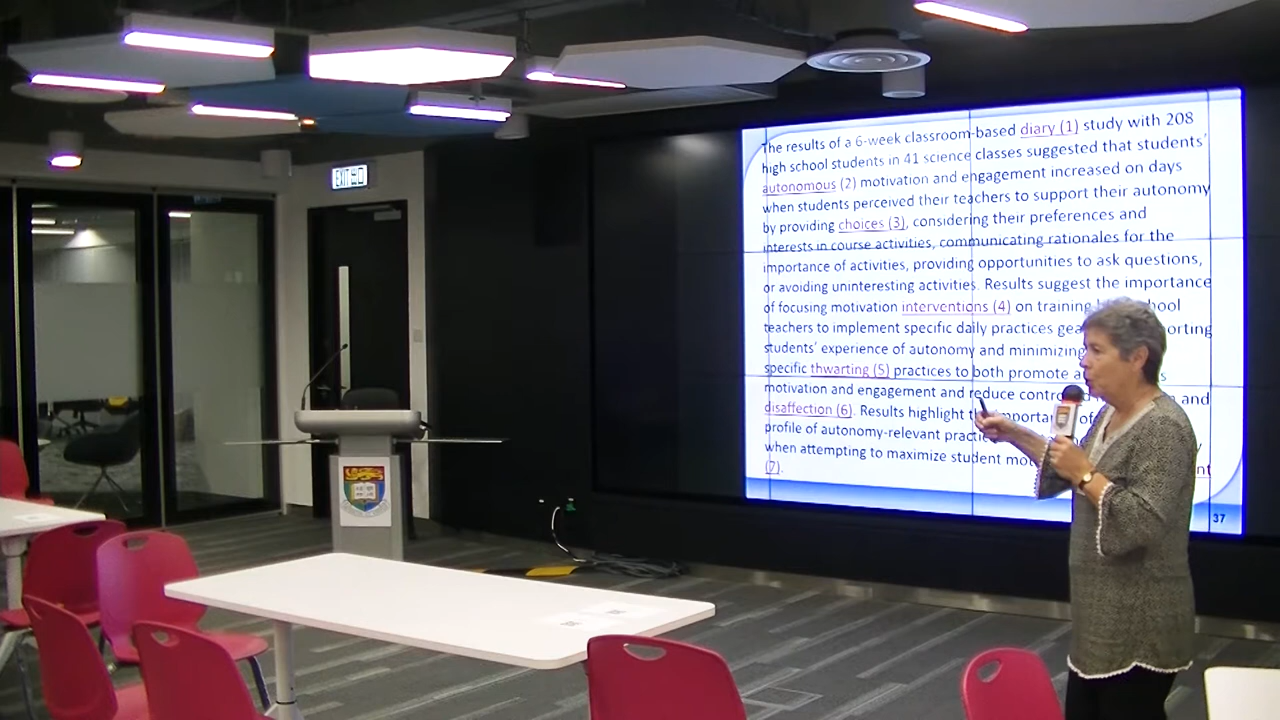 EXIT 出口
The results of a 6-week classroom-based diary (1) study with 208
high school students in 41 science classes suggested that students'
autonomous (2) motivation and engagement increased on days
when students perceived their teachers to support their autonomy
by providing choices (3), considering their preferences and
interests in course activities, communicating rationales for the
importance of activities, providing opportunities to ask questions,
or avoiding uninteresting activities. Results suggest the importance
of focusing motivation interventions (4) on training
teachers to implement specific daily practices
students' experience of autonomy and minimizing
specific thwarting (5) practices to both promote
motivation and engagement and reduce and
disaffection (6). Results highlight
profile of autonomy-relevant
when attempting to maximize student
(7).
37